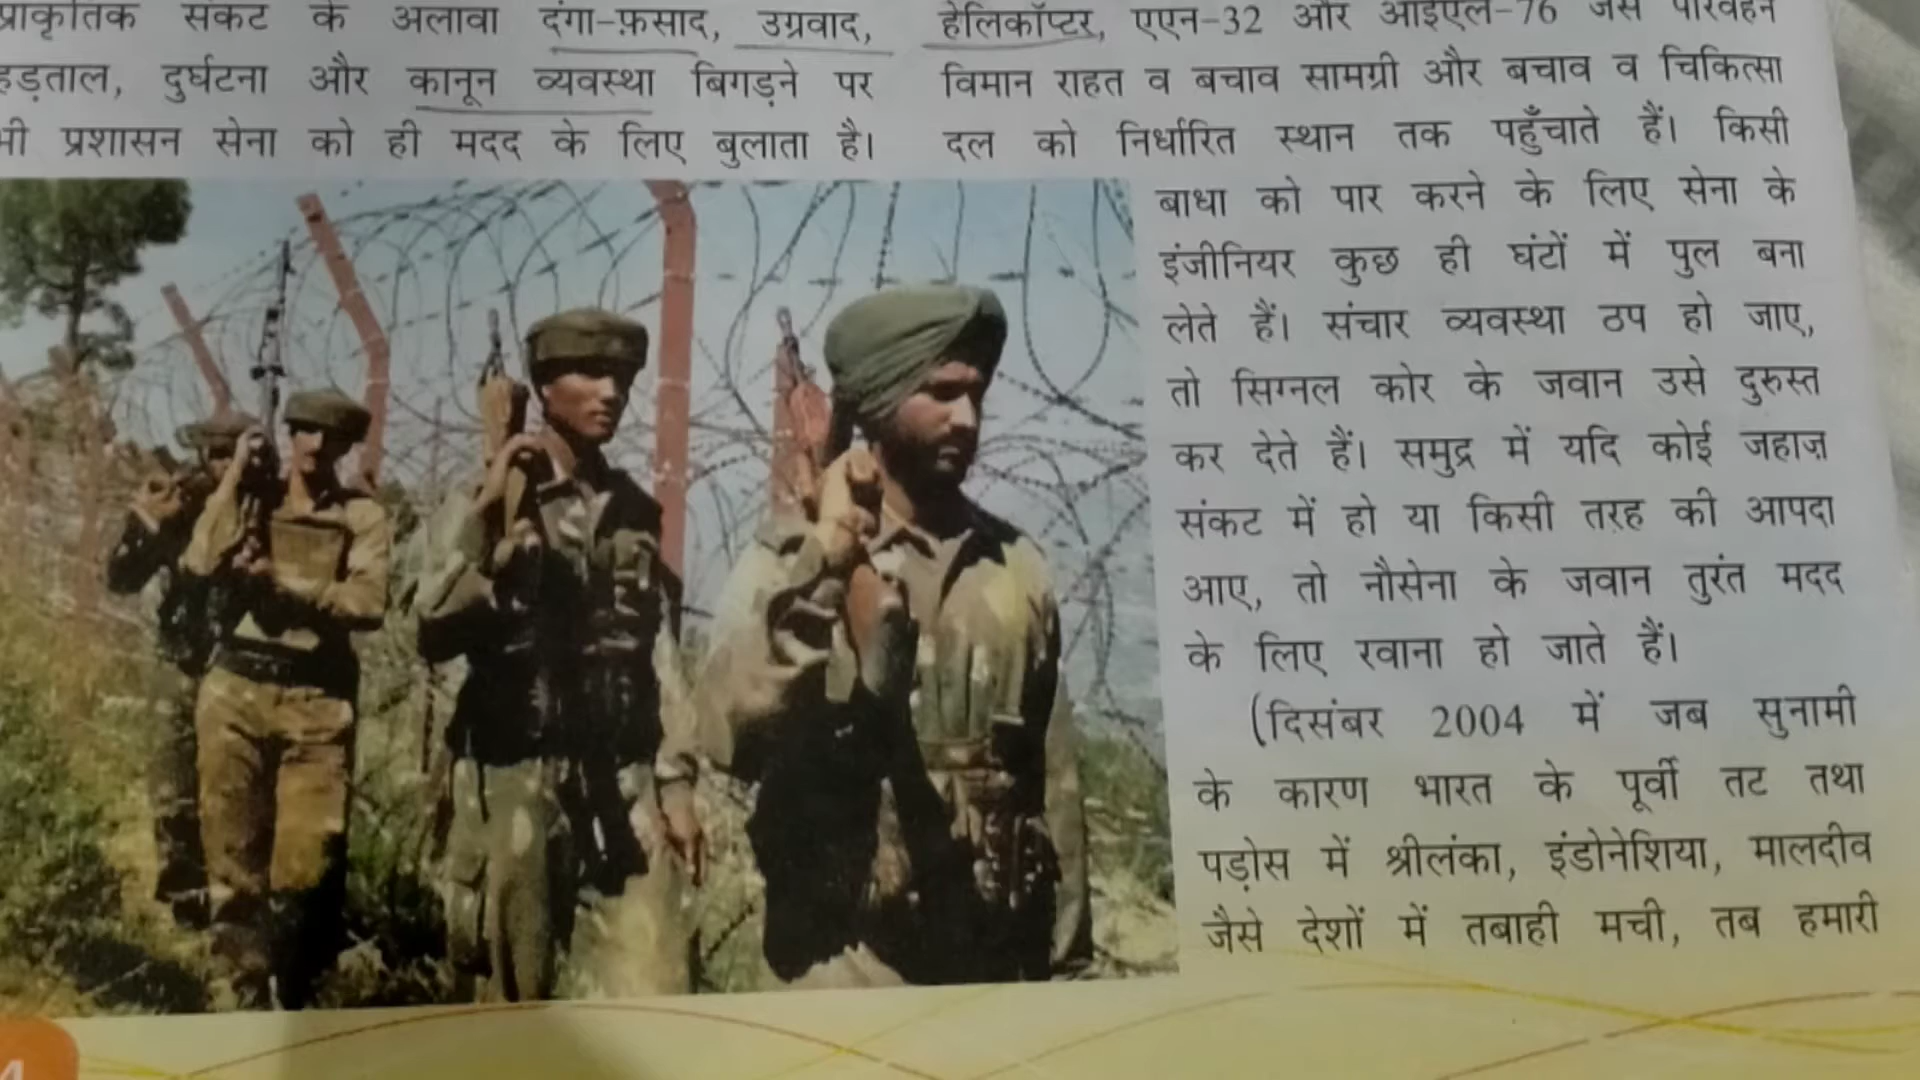 प्राकृतिक संकट के अलावा दंगा-फ़साद, उग्रवाद,
हड़ताल, दुर्घटना और कानून व्यवस्था बिगड़ने पर
भी प्रशासन सेना को ही मदद के लिए बुलाता है।
हेलिकॉप्टर, एएन-32 और आईएल-76 जैसे परिवहन
विमान राहत व बचाव सामग्री और बचाव व चिकित्सा
दल को निर्धारित स्थान तक पहुँचाते हैं। किसी
बाधा को पार करने के लिए सेना के
इंजीनियर कुछ ही घंटों में पुल बना
लेते हैं। संचार व्यवस्था ठप हो जाए,
तो सिग्नल कोर के जवान उसे दुरुस्त
कर देते हैं। समुद्र में यदि कोई जहाज़
संकट में हो या किसी तरह की आपदा
आए, तो नौसेना के जवान तुरंत मदद
के लिए रवाना हो जाते हैं।
(दिसंबर 2004 में जब सुनामी
के कारण भारत के पूर्वी तट तथा
पड़ोस में श्रीलंका, इंडोनेशिया, मालदीव
जैसे देशों में तबाही मची, तब हमारी